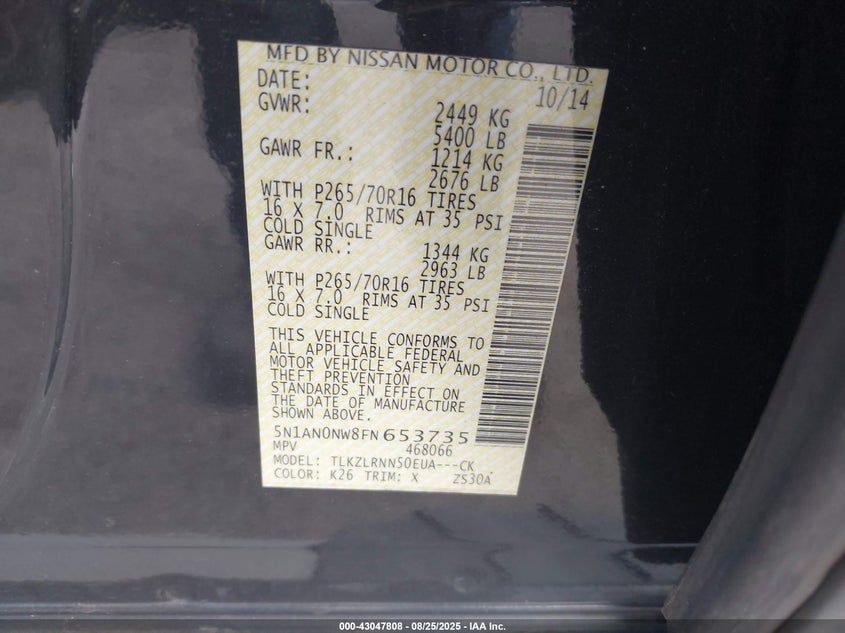 MFD BY NISSAN MOTOR CO., LTD.
DATE: 10/14
GVWR: 2449 KG
5400 LB
GAWR FR.: 1214 KG
2676 LB
WITH P265/70R16 TIRES
16 X 7.0 RIMS AT 35 PSI
COLD SINGLE
GAWR RR.: 1344 KG
2963 LB
WITH P265/70R16 TIRES
16 X 7.0 RIMS AT 35 PSI
COLD SINGLE
THIS VEHICLE CONFORMS TO
ALL APPLICABLE FEDERAL
MOTOR VEHICLE SAFETY AND
THEFT PREVENTION
STANDARDS IN EFFECT ON
THE DATE OF MANUFACTURE
SHOWN ABOVE.
5N1AN0NW8FN653735
MPV 468066
MODEL: TLKZLRNN50EUA---CK
COLOR: K26 TRIM: X ZS30A
000-43047808 - 08/25/2025 - IAA Inc.